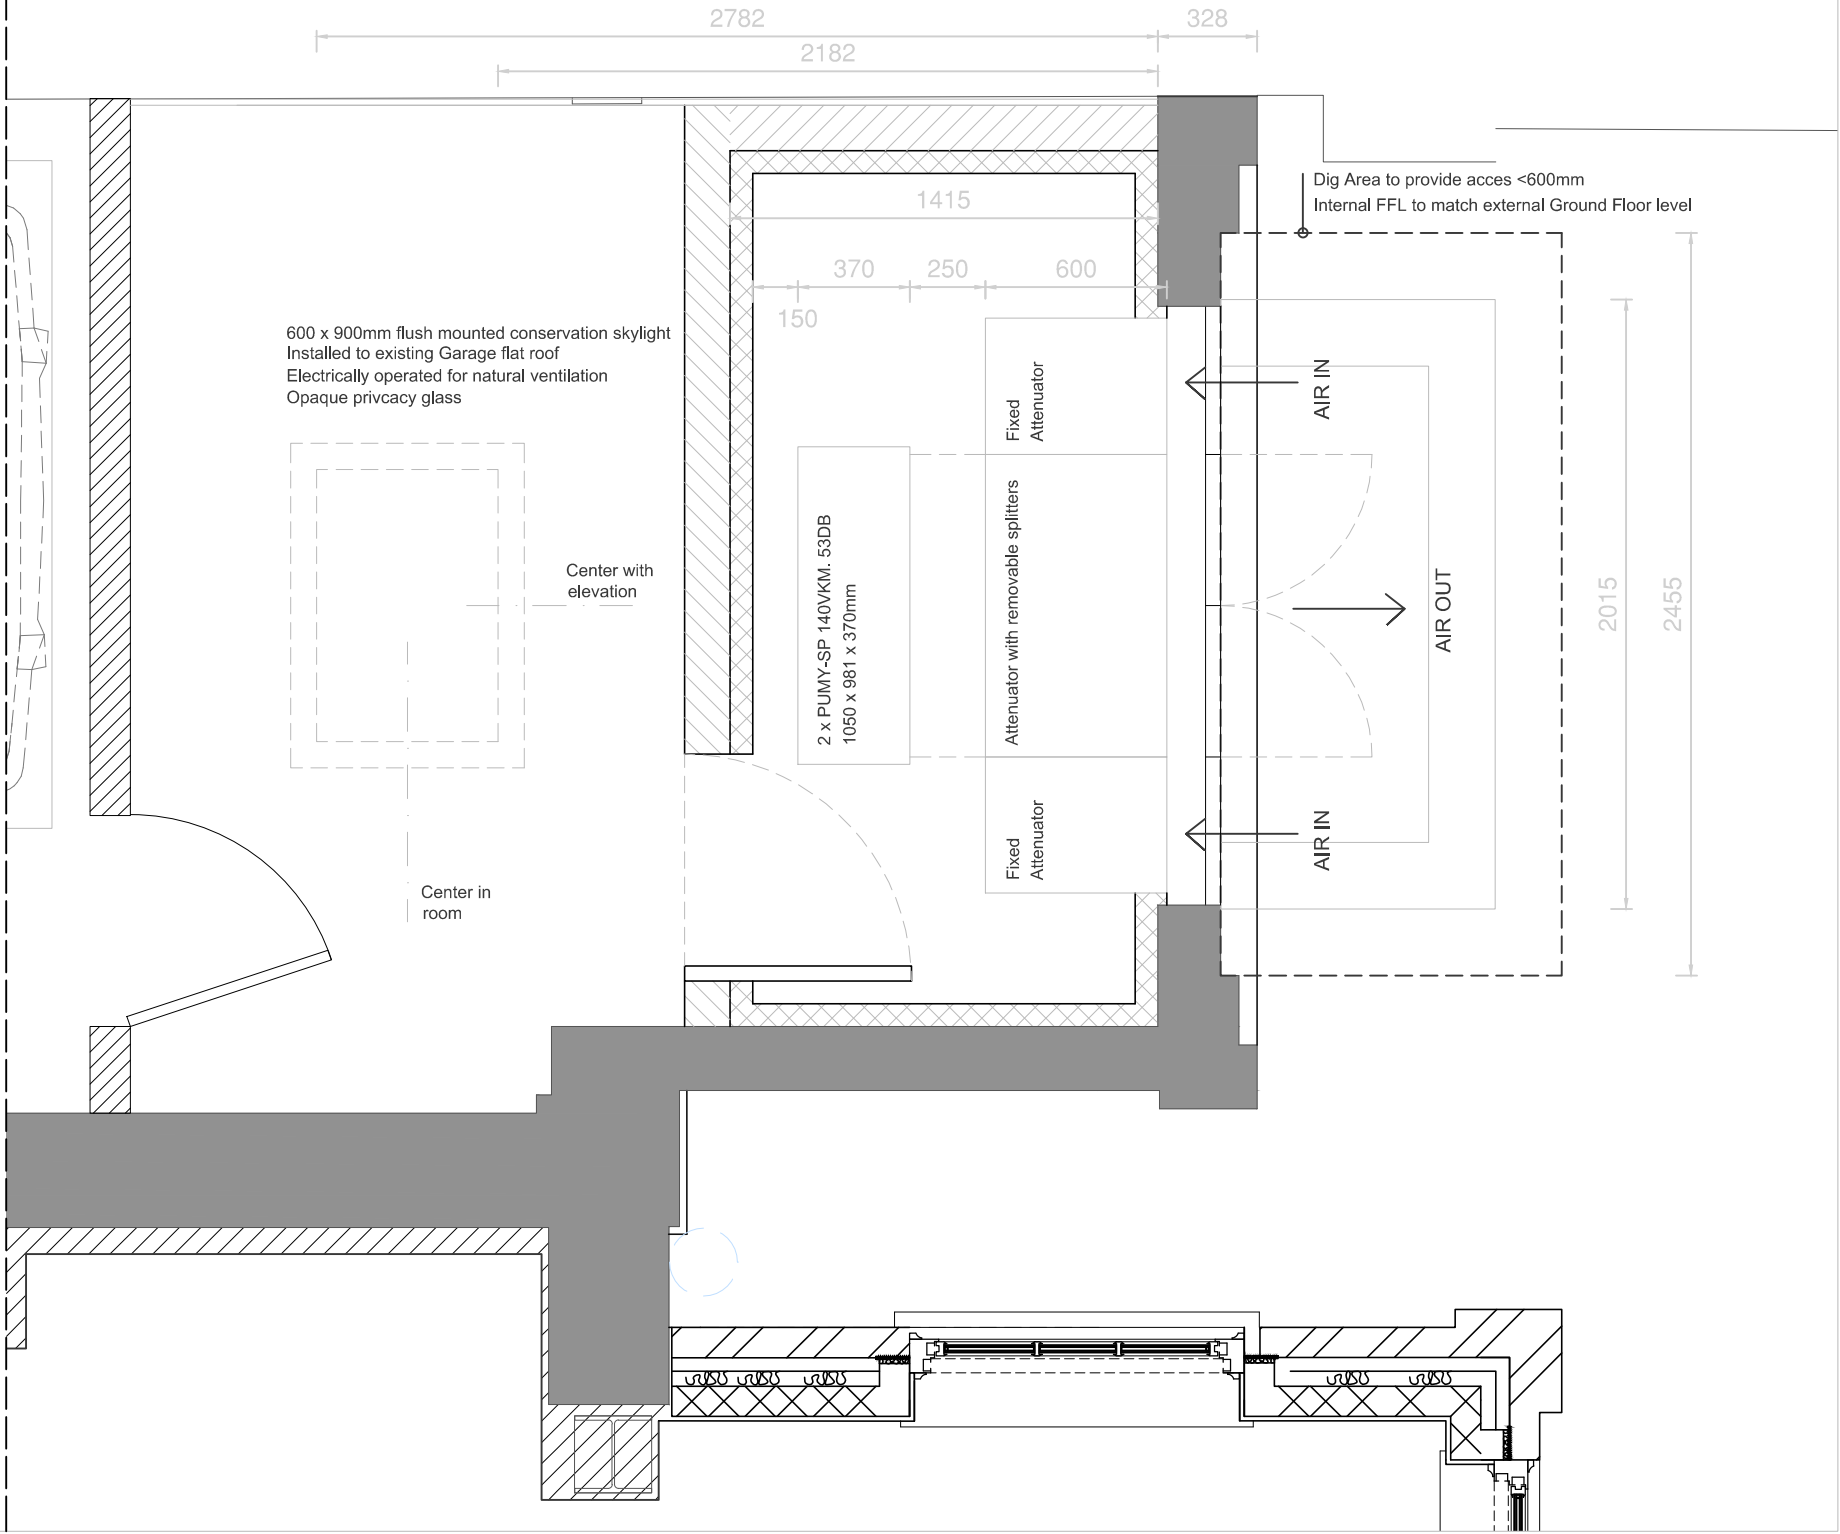 2782
328
2182
Dig Area to provide acces <600mm
Internal FFL to match external Ground Floor level
1415
370
250
600
150
600 x 900mm flush mounted conservation skylight
Installed to existing Garage flat roof
Electrically operated for natural ventilation
Opaque privcacy glass
Fixed
Attenuator
AIR IN
Center with
elevation
2 x PUMY-SP 140VKM. 53DB
1050 x 981 x 370mm
Attenuator with removable splitters
AIR OUT
2015
2455
Fixed
Attenuator
AIR IN
Center in
room